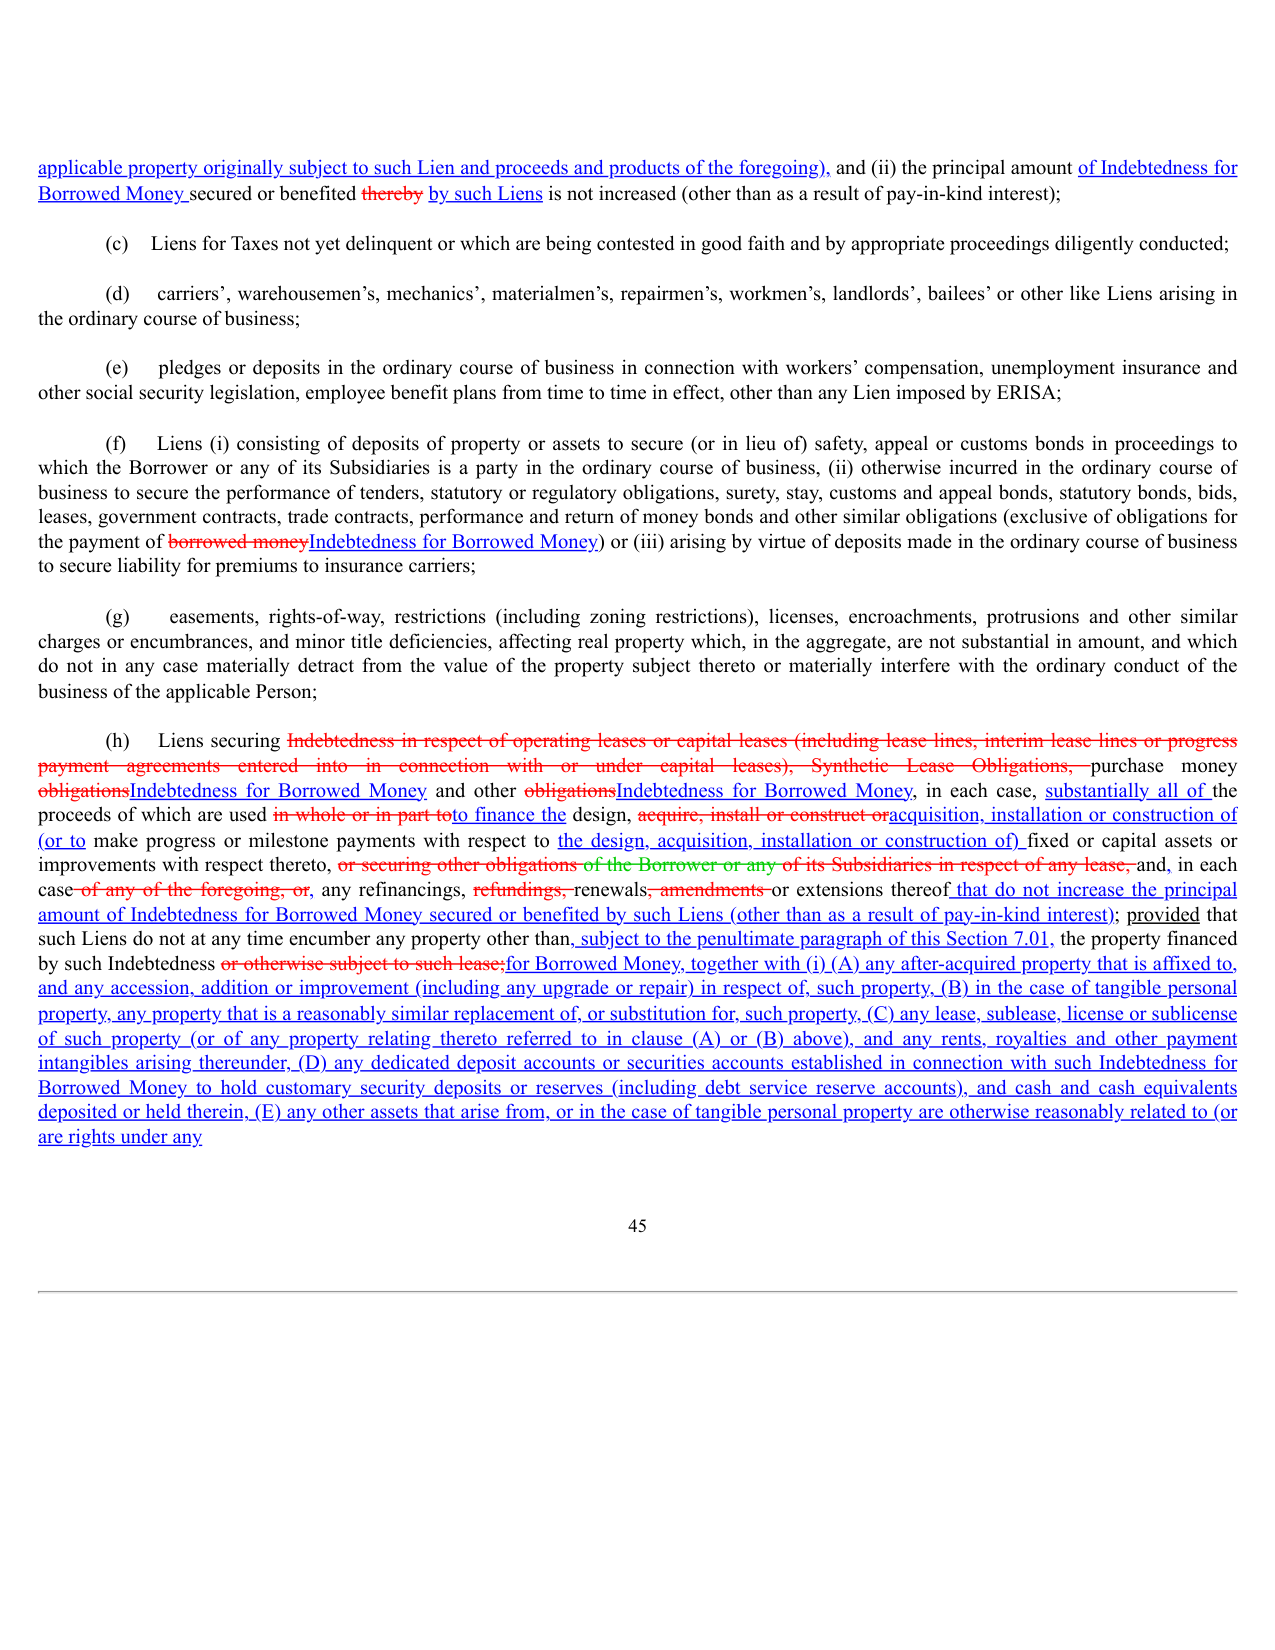 applicable property originally subject to such Lien and proceeds and products of the foregoing), and (ii) the principal amount of Indebtedness for
Borrowed Money secured or benefited thereby by such Liens is not increased (other than as a result of pay-in-kind interest);
(c) Liens for Taxes not yet delinquent or which are being contested in good faith and by appropriate proceedings diligently conducted;
(d) carriers’, warehousemen’s, mechanics’, materialmen’s, repairmen’s, workmen’s, landlords’, bailees’ or other like Liens arising in
the ordinary course of business;
(e) pledges or deposits in the ordinary course of business in connection with workers’ compensation, unemployment insurance and
other social security legislation, employee benefit plans from time to time in effect, other than any Lien imposed by ERISA;
(f) Liens (i) consisting of deposits of property or assets to secure (or in lieu of) safety, appeal or customs bonds in proceedings to
which the Borrower or any of its Subsidiaries is a party in the ordinary course of business, (ii) otherwise incurred in the ordinary course of
business to secure the performance of tenders, statutory or regulatory obligations, surety, stay, customs and appeal bonds, statutory bonds, bids,
leases, government contracts, trade contracts, performance and return of money bonds and other similar obligations (exclusive of obligations for
the payment of borrowed moneyIndebtedness for Borrowed Money) or (iii) arising by virtue of deposits made in the ordinary course of business
to secure liability for premiums to insurance carriers;
(g) easements, rights-of-way, restrictions (including zoning restrictions), licenses, encroachments, protrusions and other similar
charges or encumbrances, and minor title deficiencies, affecting real property which, in the aggregate, are not substantial in amount, and which
do not in any case materially detract from the value of the property subject thereto or materially interfere with the ordinary conduct of the
business of the applicable Person;
(h) Liens securing Indebtedness in respect of operating leases or capital leases (including lease lines, interim lease lines or progress
payment agreements entered into in connection with or under capital leases), Synthetic Lease Obligations, purchase money
obligationsIndebtedness for Borrowed Money and other obligationsIndebtedness for Borrowed Money, in each case, substantially all of the
proceeds of which are used in whole or in part toto finance the design, acquire, install or construct oracquisition, installation or construction of
(or to make progress or milestone payments with respect to the design, acquisition, installation or construction of) fixed or capital assets or
improvements with respect thereto, or securing other obligations of the Borrower or any of its Subsidiaries in respect of any lease, and, in each
case of any of the foregoing, or, any refinancings, refundings, renewals, amendments or extensions thereof that do not increase the principal
amount of Indebtedness for Borrowed Money secured or benefited by such Liens (other than as a result of pay-in-kind interest); provided that
such Liens do not at any time encumber any property other than, subject to the penultimate paragraph of this Section 7.01, the property financed
by such Indebtedness or otherwise subject to such lease;for Borrowed Money, together with (i) (A) any after-acquired property that is affixed to,
and any accession, addition or improvement (including any upgrade or repair) in respect of, such property, (B) in the case of tangible personal
property, any property that is a reasonably similar replacement of, or substitution for, such property, (C) any lease, sublease, license or sublicense
of such property (or of any property relating thereto referred to in clause (A) or (B) above), and any rents, royalties and other payment
intangibles arising thereunder, (D) any dedicated deposit accounts or securities accounts established in connection with such Indebtedness for
Borrowed Money to hold customary security deposits or reserves (including debt service reserve accounts), and cash and cash equivalents
deposited or held therein, (E) any other assets that arise from, or in the case of tangible personal property are otherwise reasonably related to (or
are rights under any
45